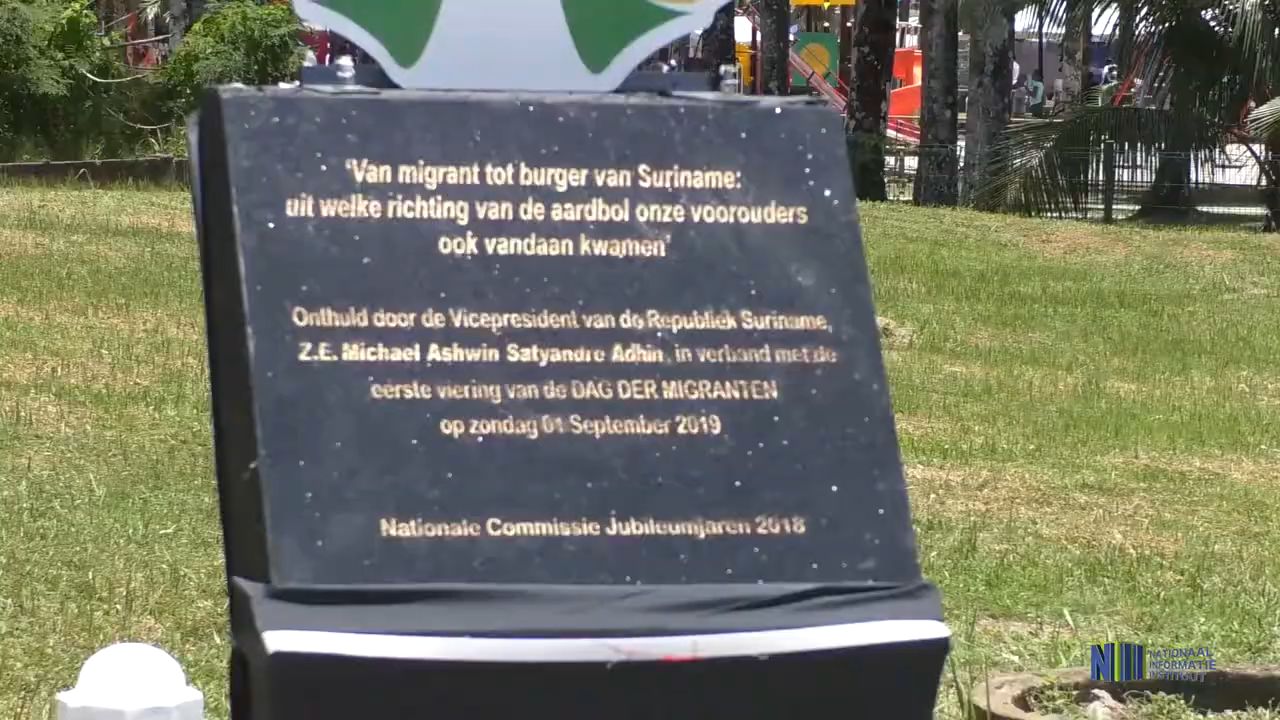 'Van migrant tot burger van Suriname:
uit welke richting van de aardbol onze voorouders
ook vandaan kwamen'
Onthuld door de Vicepresident van de Republiek Suriname,
Z.E. Michael Ashwin Satyandre Adhin, in verband met de
eerste viering van de DAG DER MIGRANTEN
op zondag 01 September 2019
Nationale Commissie Jubileumjaren 2018
NII NATIONAAL
INFORMATIE
INSTITUUT